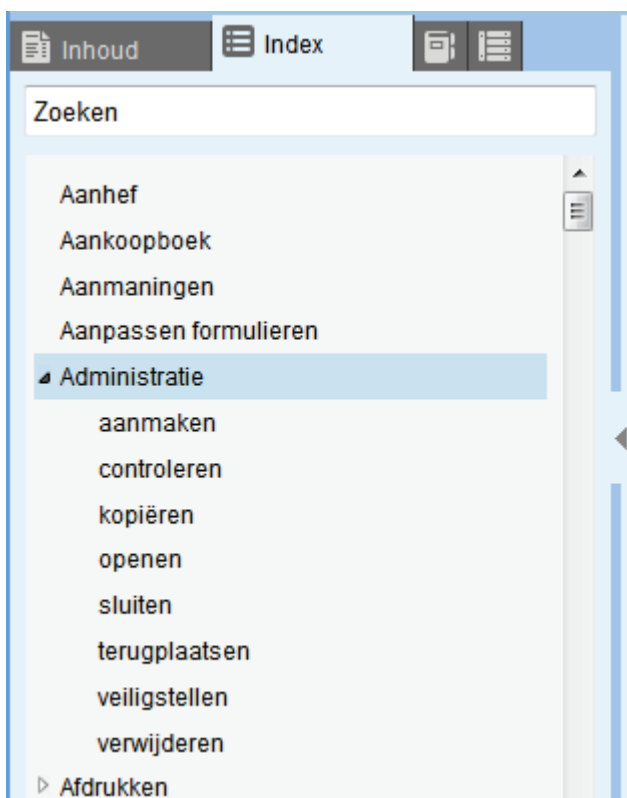 Inhoud Index
Zoeken
Aanhef
Aankoopboek
Aanmaningen
Aanpassen formulieren
Administratie
aanmaken
controleren
kopiëren
openen
sluiten
terugplaatsen
veiligstellen
verwijderen
Afdrukken